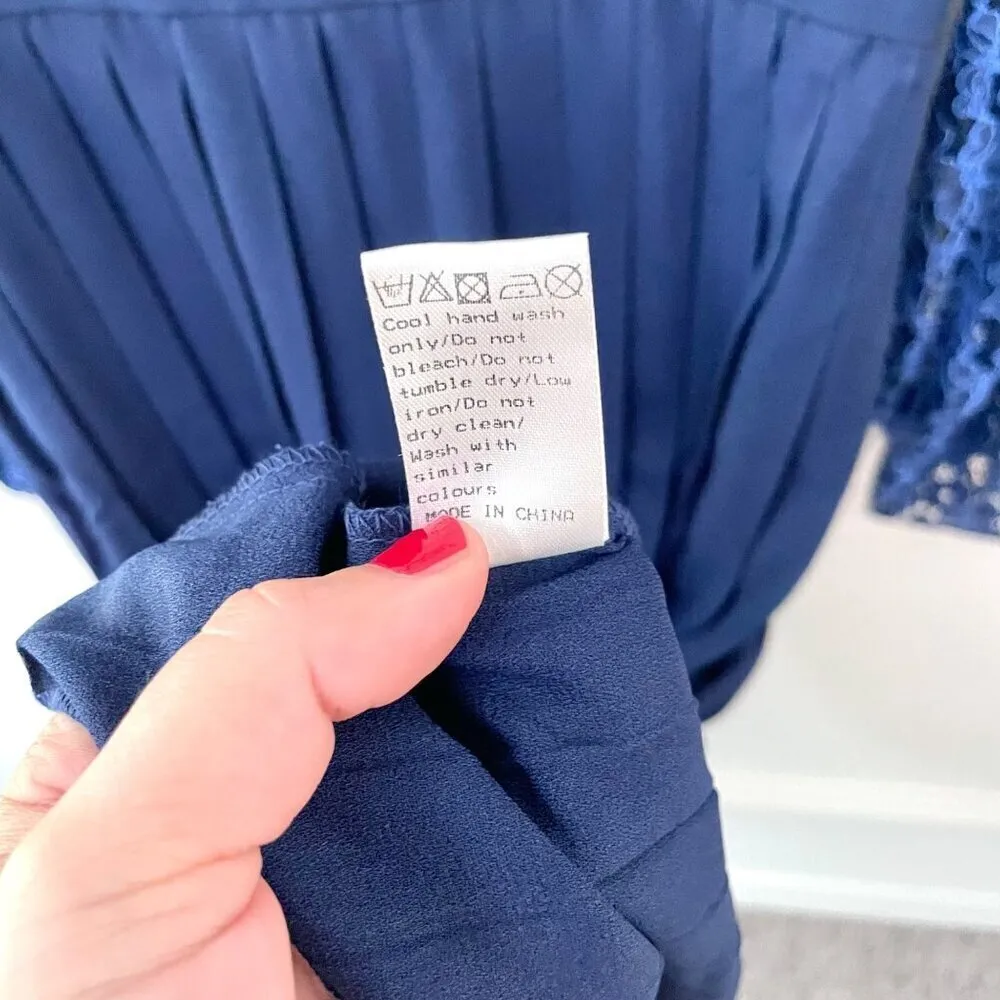 Cool hand wash
only/Do not
bleach/Do not
tumble dry/Low
iron/Do not
dry clean/
Wash with
similar
colours
MADE IN CHINA